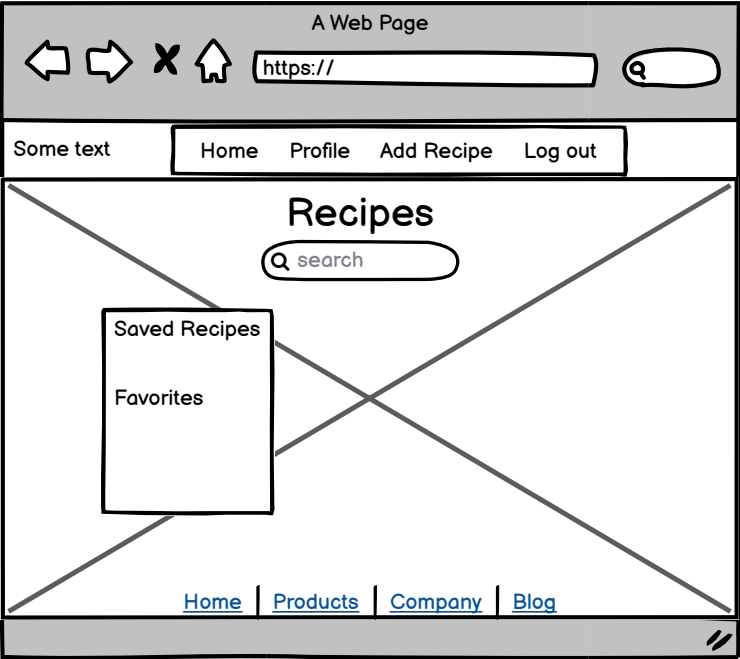 A Web Page
https://
Some text
Home Profile Add Recipe Log out
Recipes
search
Saved Recipes
Favorites
Home Products Company Blog